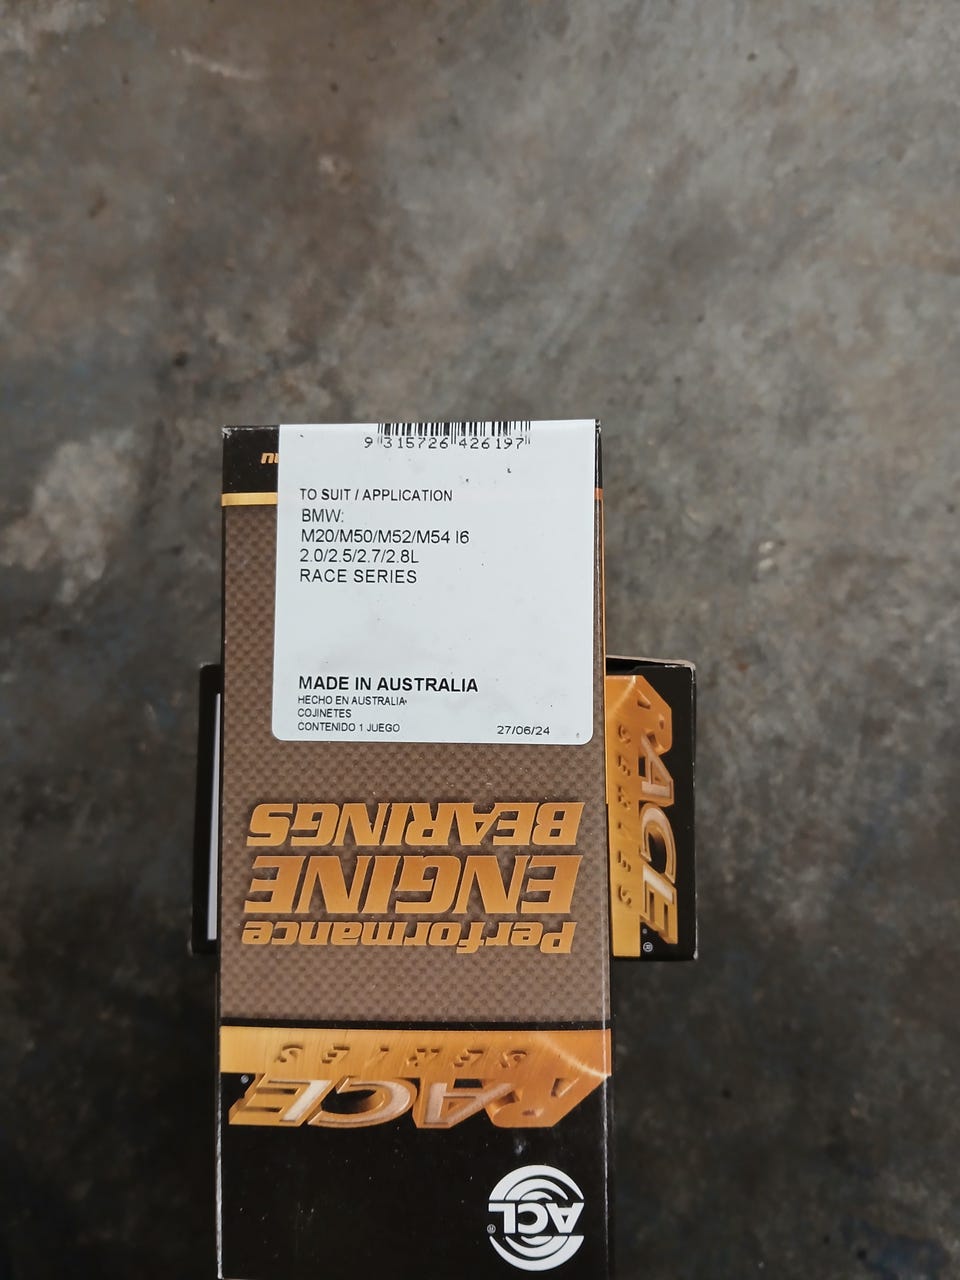 9 315726 426197
TO SUIT / APPLICATION
BMW:
M20/M50/M52/M54 I6
2.0/2.5/2.7/2.8L
RACE SERIES
MADE IN AUSTRALIA
HECHO EN AUSTRALIA
COJINETES
CONTENIDO 1 JUEGO
27/06/24
Performance
ENGINE
BEARINGS
RACE®
SERIES
ACL®
RACE®
SERIES